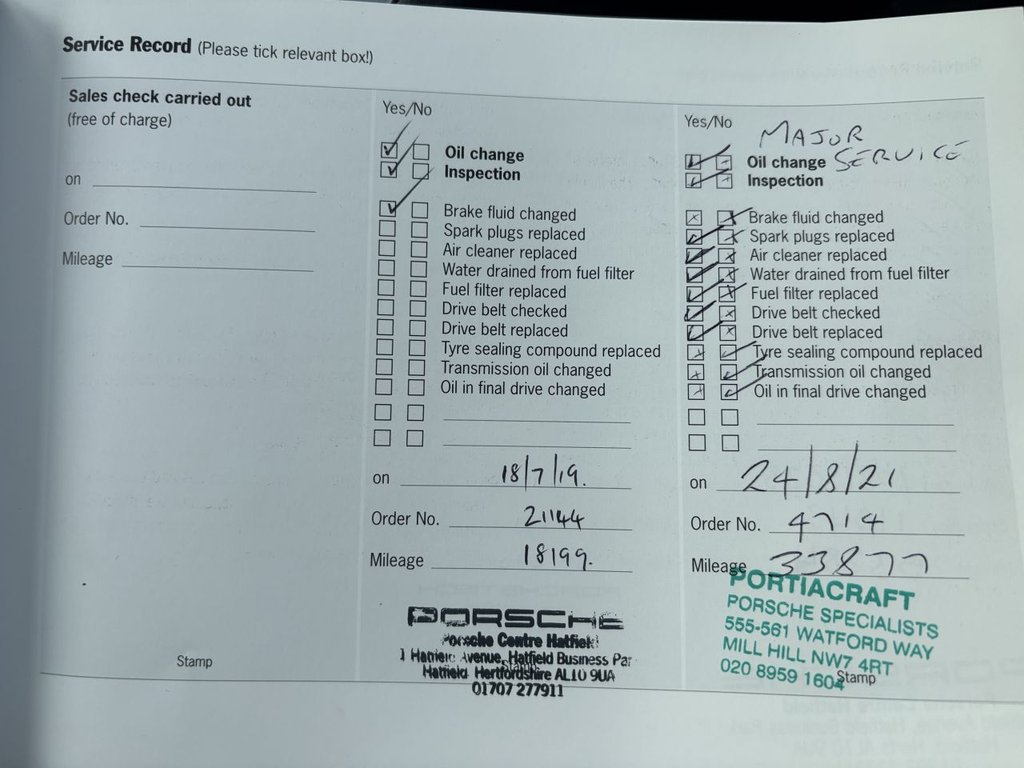 Service Record (Please tick relevant box!)
Sales check carried out
(free of charge)
on
Order No.
Mileage
Stamp
Yes/No
Oil change
Inspection
Brake fluid changed
Spark plugs replaced
Air cleaner replaced
Water drained from fuel filter
Fuel filter replaced
Drive belt checked
Drive belt replaced
Tyre sealing compound replaced
Transmission oil changed
Oil in final drive changed
on 18/7/19.
Order No. 21144
Mileage 18199.
PORSCHE
Porsche Centre Hatfield
Avenue, Hatfield Business Par
Hatfield Hertfordshire AL10 9UA
01707 277911
Yes/No
MAJOR
SERVICE
Oil change
Inspection
Brake fluid changed
Spark plugs replaced
Air cleaner replaced
Water drained from fuel filter
Fuel filter replaced
Drive belt checked
Drive belt replaced
Tyre sealing compound replaced
Transmission oil changed
Oil in final drive changed
on 24/8/21
Order No. 4714
Mileage 33877
PORTIACRAFT
PORSCHE SPECIALISTS
555-561 WATFORD WAY
MILL HILL NW7 4RT
020 8959 1604
Stamp